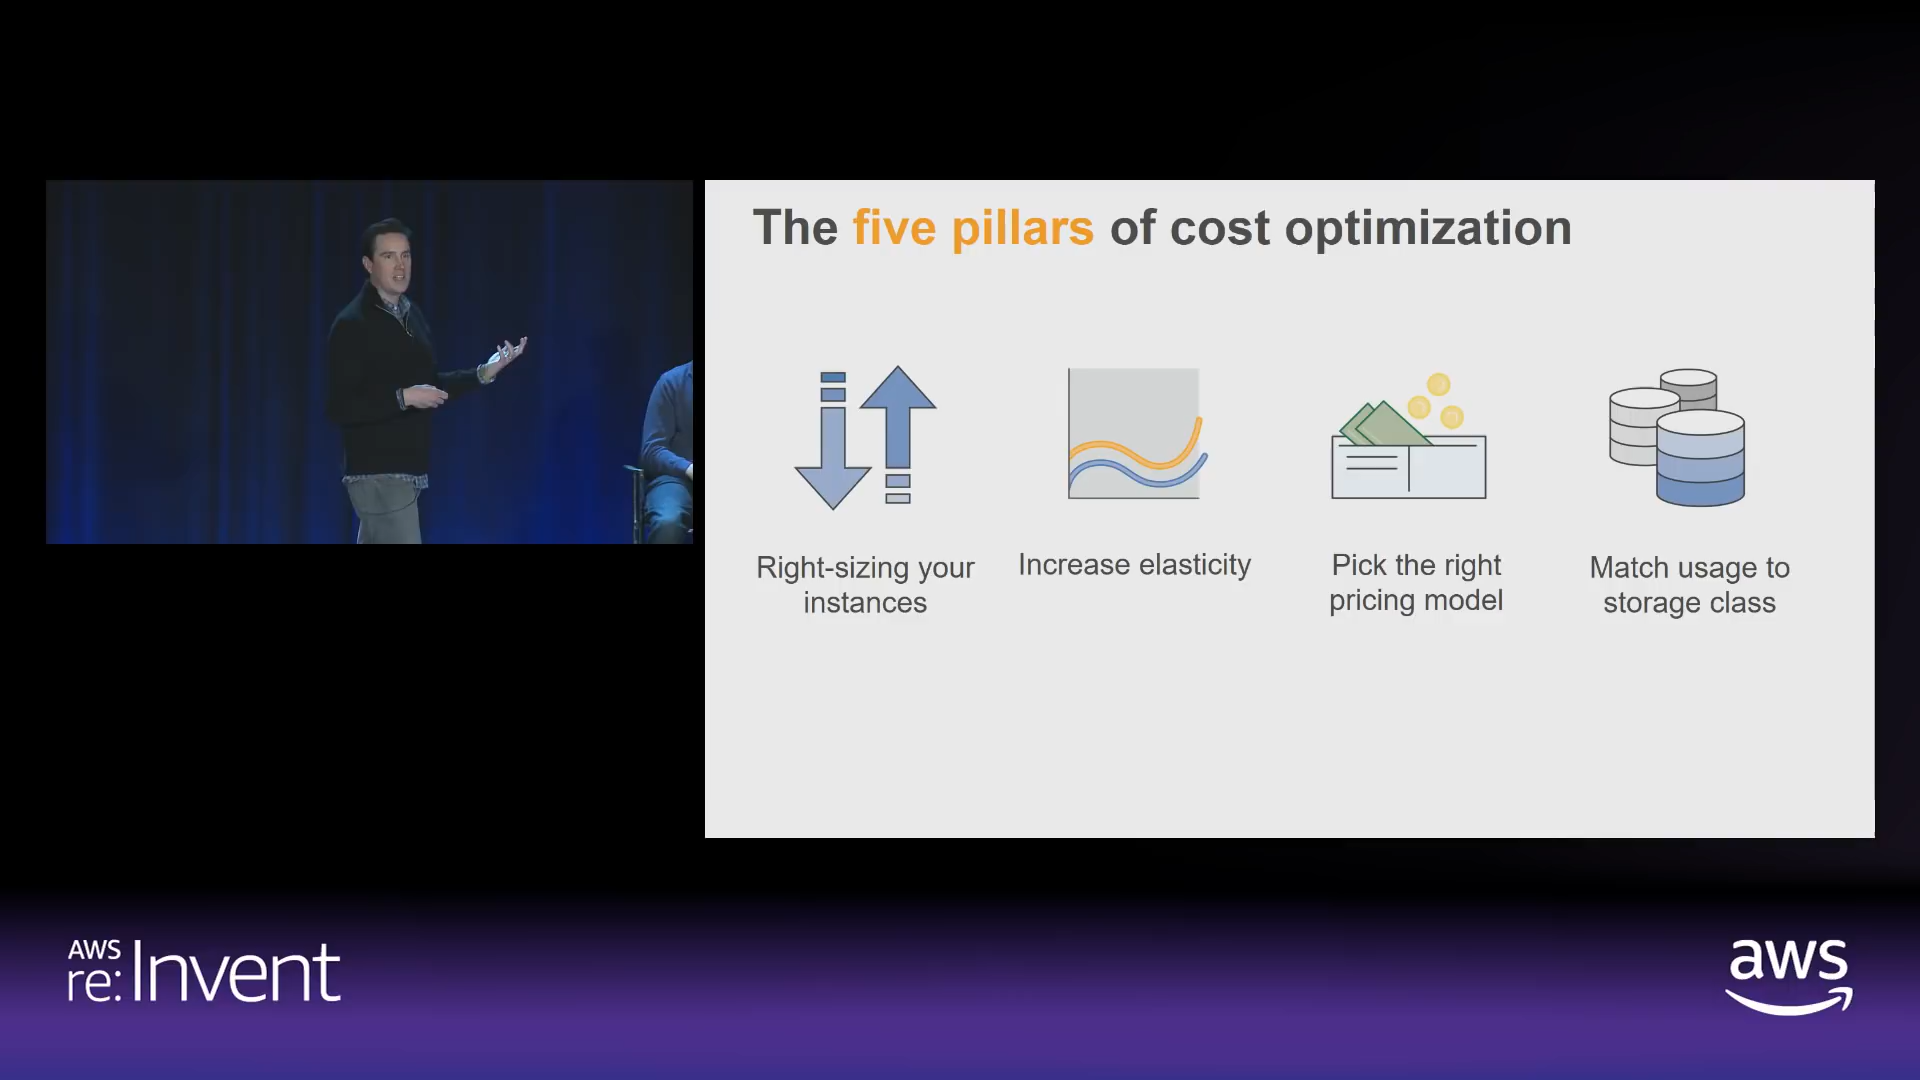 The five pillars of cost optimization
Right-sizing your
instances
Increase elasticity
Pick the right
pricing model
Match usage to
storage class
AWS
re:Invent
aws